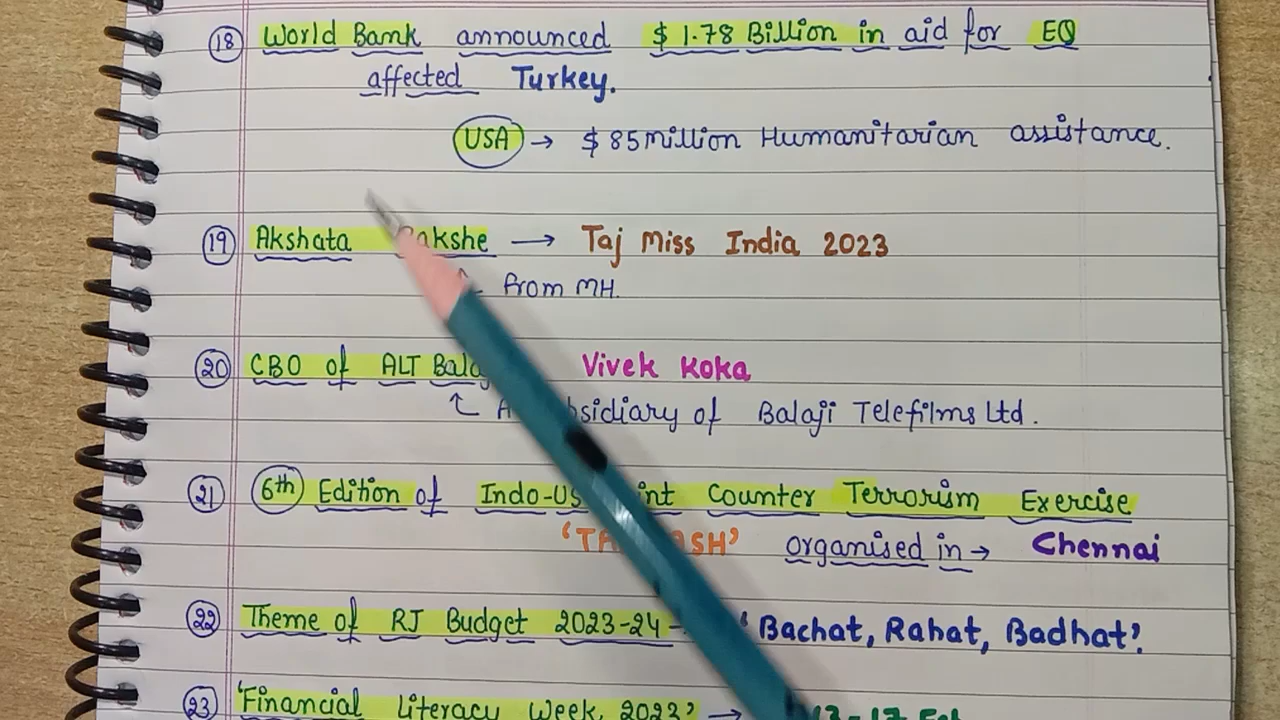 18 World Bank announced $ 1.78 Billion in aid for EQ
affected Turkey.
USA → $ 85 million Humanitarian assistance.
19 Akshata → Taj Miss India 2023
from MH.
20 CBO of ALT Vivek Koka
of Balaji Telefilms Ltd.
21 6th Edition of Counter Terrorism Exercise
organised in → Chennai
22 Theme of RJ Budget 2023-24 'Bachat, Rahat, Badhat'.
23 'Financial Literacy Week, 2023' → 13-17 Feb